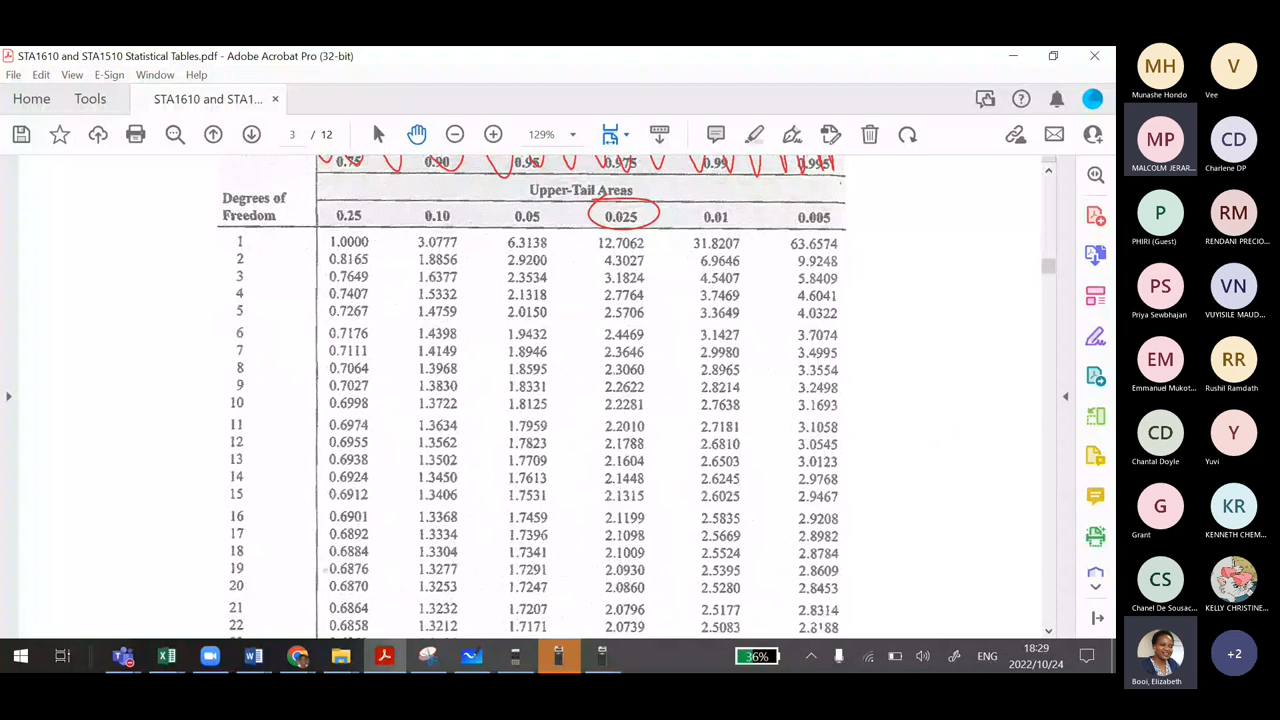 STA1610 and STA1510 Statistical Tables.pdf - Adobe Acrobat Pro (32-bit)
File Edit View E-Sign Window Help
Home Tools STA1610 and STA1... ×
3 / 12 129%
0.75 0.90 0.95 0.975 0.99 0.995
Upper-Tail Areas
Degrees of
Freedom 0.25 0.10 0.05 0.025 0.01 0.005
1 1.0000 3.0777 6.3138 12.7062 31.8207 63.6574
2 0.8165 1.8856 2.9200 4.3027 6.9646 9.9248
3 0.7649 1.6377 2.3534 3.1824 4.5407 5.8409
4 0.7407 1.5332 2.1318 2.7764 3.7469 4.6041
5 0.7267 1.4759 2.0150 2.5706 3.3649 4.0322
6 0.7176 1.4398 1.9432 2.4469 3.1427 3.7074
7 0.7111 1.4149 1.8946 2.3646 2.9980 3.4995
8 0.7064 1.3968 1.8595 2.3060 2.8965 3.3554
9 0.7027 1.3830 1.8331 2.2622 2.8214 3.2498
10 0.6998 1.3722 1.8125 2.2281 2.7638 3.1693
11 0.6974 1.3634 1.7959 2.2010 2.7181 3.1058
12 0.6955 1.3562 1.7823 2.1788 2.6810 3.0545
13 0.6938 1.3502 1.7709 2.1604 2.6503 3.0123
14 0.6924 1.3450 1.7613 2.1448 2.6245 2.9768
15 0.6912 1.3406 1.7531 2.1315 2.6025 2.9467
16 0.6901 1.3368 1.7459 2.1199 2.5835 2.9208
17 0.6892 1.3334 1.7396 2.1098 2.5669 2.8982
18 0.6884 1.3304 1.7341 2.1009 2.5524 2.8784
19 0.6876 1.3277 1.7291 2.0930 2.5395 2.8609
20 0.6870 1.3253 1.7247 2.0860 2.5280 2.8453
21 0.6864 1.3232 1.7207 2.0796 2.5177 2.8314
22 0.6858 1.3212 1.7171 2.0739 2.5083 2.8188
36% ENG 18:29
2022/10/24
MH V
Munashe Hondo Vee
MP CD
MALCOLM JERAR... Charlene DP
P RM
PHIRI (Guest) RENDANI PRECIO...
PS VN
Priya Sewbhajan VUYISILE MAUD...
EM RR
Emmanuel Mukot... Rushil Ramdath
CD Y
Chantal Doyle Yuvi
G KR
Grant KENNETH CHEM...
CS
Chanel De Sousa... KELLY CHRISTINE...
+2
Booi, Elizabeth